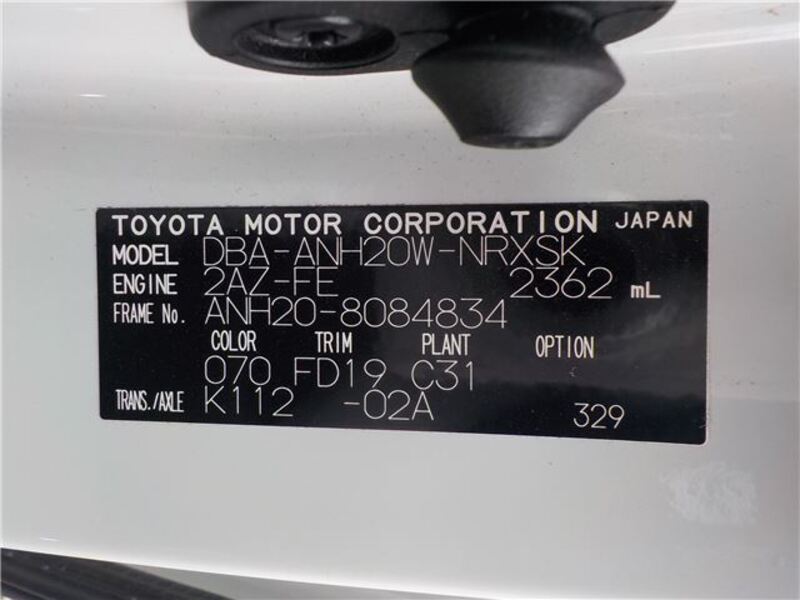 TOYOTA MOTOR CORPORATION JAPAN
MODEL DBA-ANH20W-NRXSK
ENGINE 2AZ-FE 2362 mL
FRAME No. ANH20-8084834
COLOR TRIM PLANT OPTION
070 FD19 C31
TRANS./AXLE K112 -02A 329